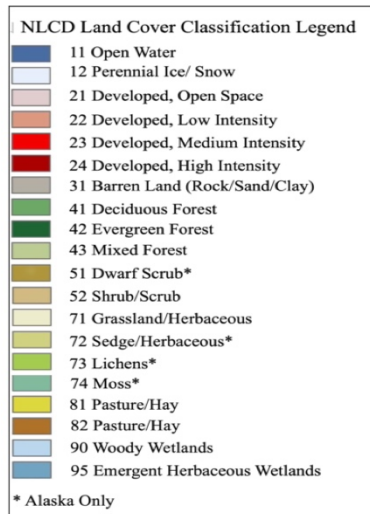 NLCD Land Cover Classification Legend
11 Open Water
12 Perennial Ice/ Snow
21 Developed, Open Space
22 Developed, Low Intensity
23 Developed, Medium Intensity
24 Developed, High Intensity
31 Barren Land (Rock/Sand/Clay)
41 Deciduous Forest
42 Evergreen Forest
43 Mixed Forest
51 Dwarf Scrub*
52 Shrub/Scrub
71 Grassland/Herbaceous
72 Sedge/Herbaceous*
73 Lichens*
74 Moss*
81 Pasture/Hay
82 Pasture/Hay
90 Woody Wetlands
95 Emergent Herbaceous Wetlands
* Alaska Only